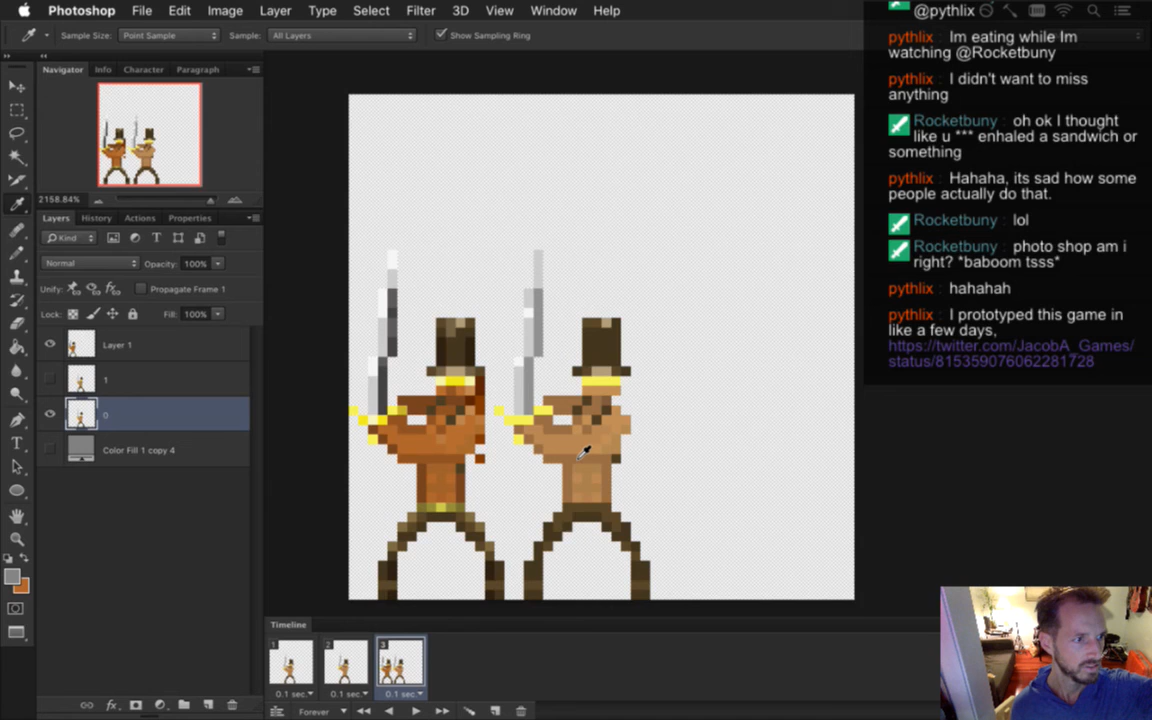 Photoshop File Edit Image Layer Type Select Filter 3D View Window Help
Sample Size: Point Sample Sample: All Layers Show Sampling Ring
Navigator Info Character Paragraph
2158.84%
Layers History Actions Properties
Kind
Normal Opacity: 100%
Unify: Propagate Frame 1
Lock: Fill: 100%
Layer 1
1
0
Color Fill 1 copy 4
Timeline
1 2 3
0.1 sec. 0.1 sec. 0.1 sec.
Forever
@pythlix
pythlix : Im eating while Im
watching @Rocketbuny
pythlix : I didn't want to miss
anything
Rocketbuny : oh ok I thought
like u *** enhaled a sandwich or
something
pythlix : Hahaha, its sad how some
people actually do that.
Rocketbuny : lol
Rocketbuny : photo shop am i
right? *baboom tsss*
pythlix : hahahah
pythlix : I prototyped this game in
like a few days,
https://twitter.com/JacobA_Games/
status/815359076062281728